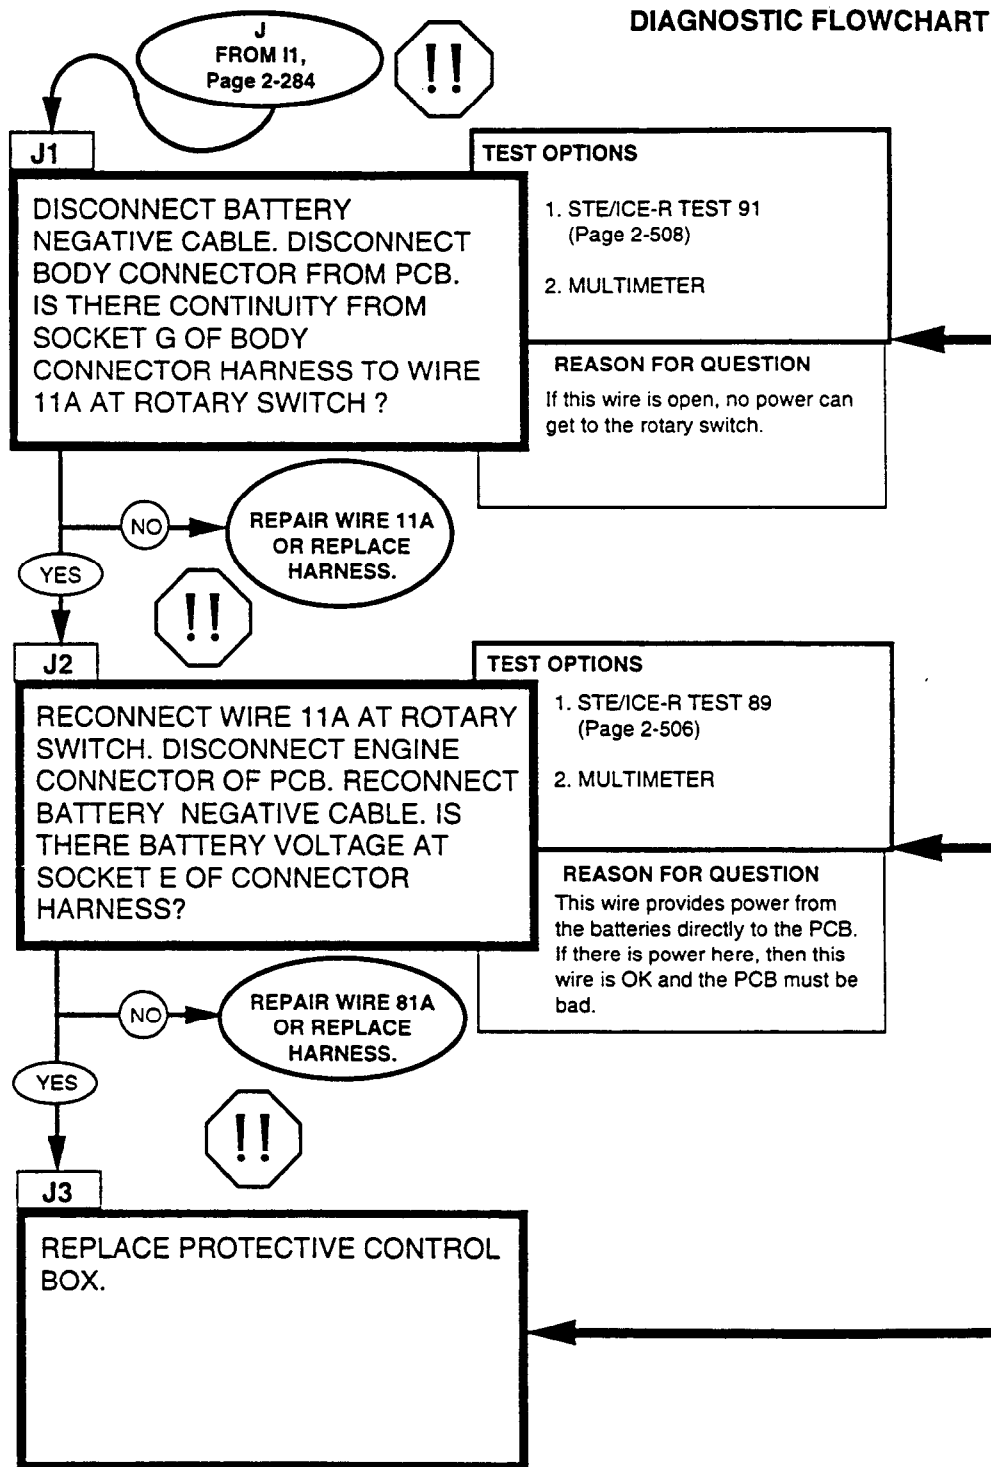 DIAGNOSTIC FLOWCHART
J
FROM I1,
Page 2-284
!!
J1
DISCONNECT BATTERY
NEGATIVE CABLE. DISCONNECT
BODY CONNECTOR FROM PCB.
IS THERE CONTINUITY FROM
SOCKET G OF BODY
CONNECTOR HARNESS TO WIRE
11A AT ROTARY SWITCH ?
TEST OPTIONS
1. STE/ICE-R TEST 91
(Page 2-508)
2. MULTIMETER
REASON FOR QUESTION
If this wire is open, no power can
get to the rotary switch.
NO
REPAIR WIRE 11A
OR REPLACE
HARNESS.
YES
!!
J2
RECONNECT WIRE 11A AT ROTARY
SWITCH. DISCONNECT ENGINE
CONNECTOR OF PCB. RECONNECT
BATTERY NEGATIVE CABLE. IS
THERE BATTERY VOLTAGE AT
SOCKET E OF CONNECTOR
HARNESS?
TEST OPTIONS
1. STE/ICE-R TEST 89
(Page 2-506)
2. MULTIMETER
REASON FOR QUESTION
This wire provides power from
the batteries directly to the PCB.
If there is power here, then this
wire is OK and the PCB must be
bad.
NO
REPAIR WIRE 81A
OR REPLACE
HARNESS.
YES
!!
J3
REPLACE PROTECTIVE CONTROL
BOX.